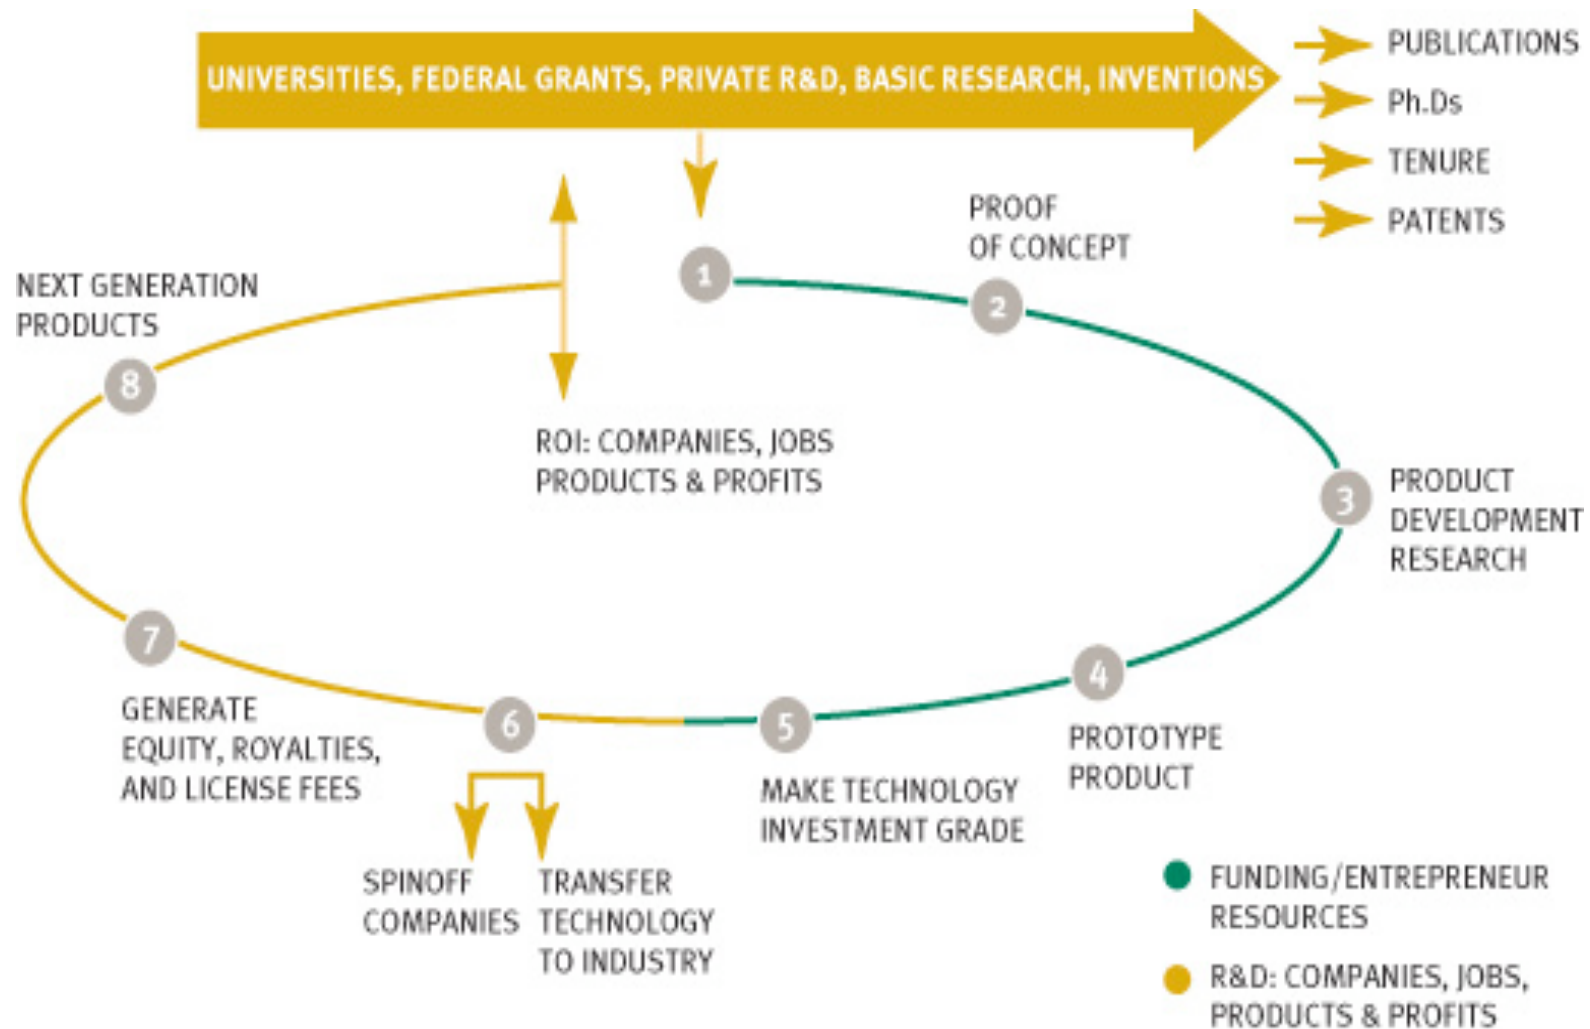 UNIVERSITIES, FEDERAL GRANTS, PRIVATE R&D, BASIC RESEARCH, INVENTIONS
PUBLICATIONS
Ph.Ds
TENURE
PATENTS
1
PROOF
OF CONCEPT
2
3
PRODUCT
DEVELOPMENT
RESEARCH
4
PROTOTYPE
PRODUCT
5
MAKE TECHNOLOGY
INVESTMENT GRADE
6
SPINOFF
COMPANIES
TRANSFER
TECHNOLOGY
TO INDUSTRY
7
GENERATE
EQUITY, ROYALTIES,
AND LICENSE FEES
NEXT GENERATION
PRODUCTS
8
ROI: COMPANIES, JOBS
PRODUCTS & PROFITS
FUNDING/ENTREPRENEUR
RESOURCES
R&D: COMPANIES, JOBS,
PRODUCTS & PROFITS